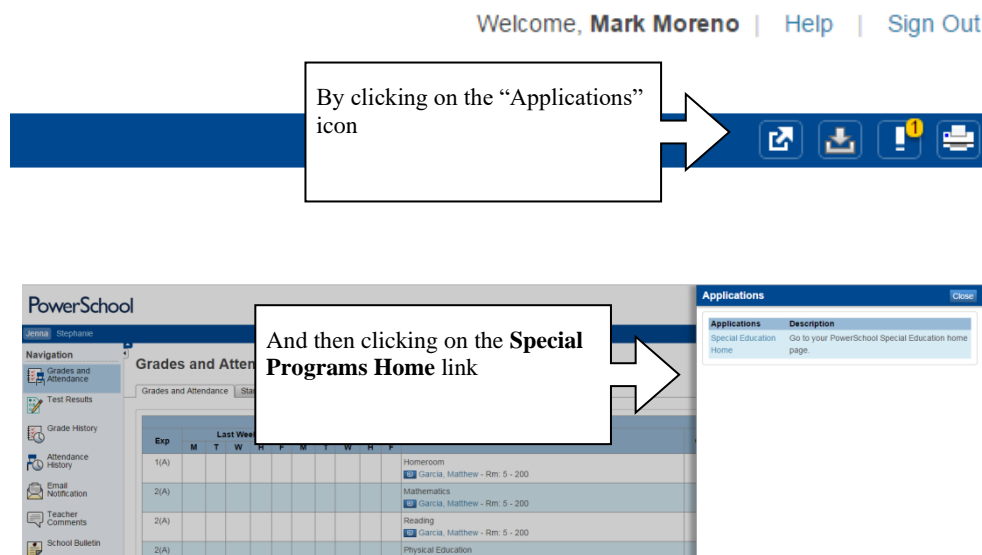 Welcome, Mark Moreno | Help | Sign Out
By clicking on the “Applications”
icon
1
PowerSchool
Applications
Close
Jenna Stephanie
And then clicking on the Special
Programs Home link
Applications Description
Special Education Go to your PowerSchool Special Education home
Home page.
Navigation
Grades and
Attendance
Test Results
Grade History
Attendance
History
Email
Notification
Teacher
Comments
School Bulletin
Grades and Atten
Grades and Attendance
Exp
M T W H F M T W H F
1(A) Homeroom
Garcia, Matthew - Rm: 5 - 200
2(A) Mathematics
Garcia, Matthew - Rm: 5 - 200
2(A) Reading
Garcia, Matthew - Rm: 5 - 200
2(A) Physical Education